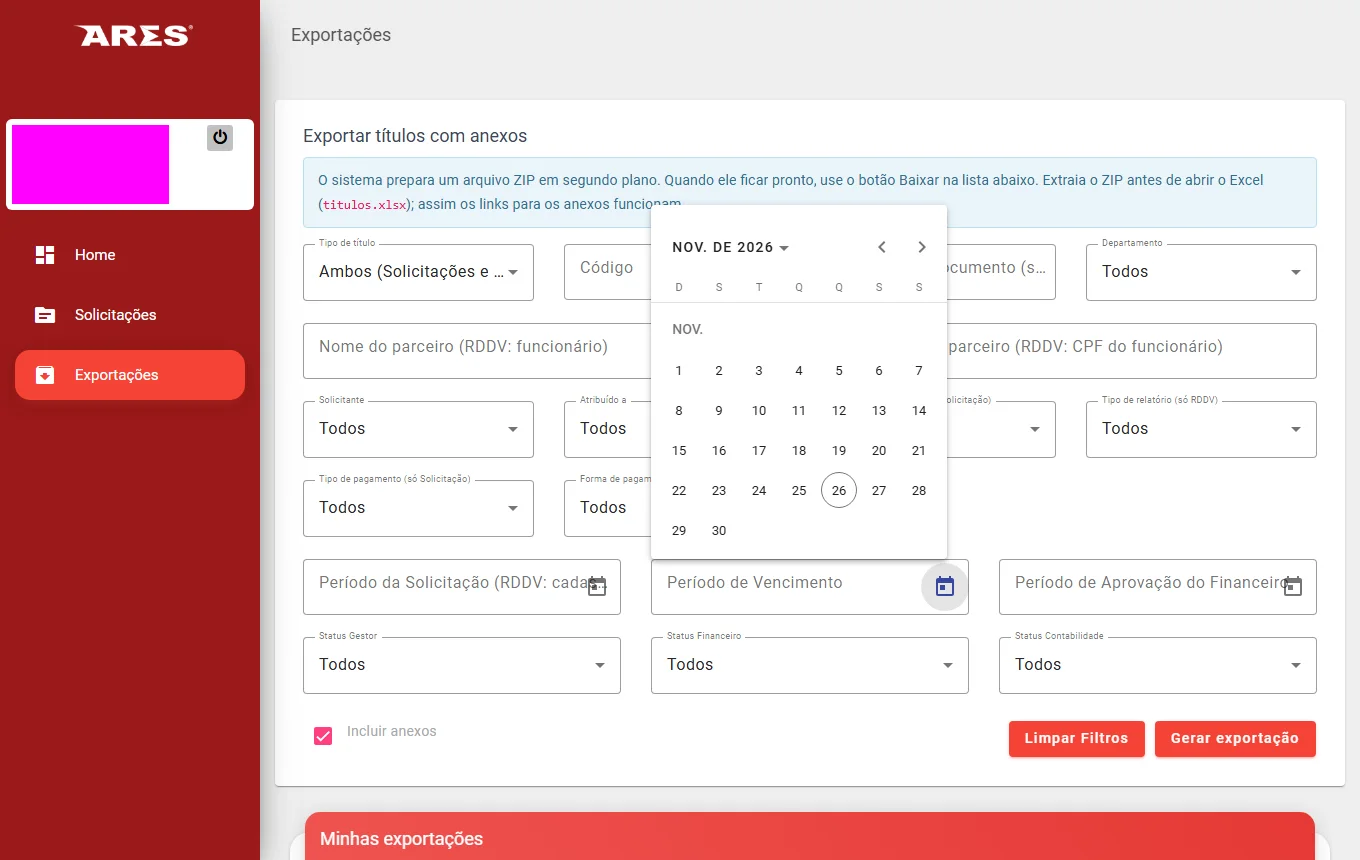 ARES
Exportações
Home
Solicitações
Exportações
Exportar títulos com anexos
O sistema prepara um arquivo ZIP em segundo plano. Quando ele ficar pronto, use o botão Baixar na lista abaixo. Extraia o ZIP antes de abrir o Excel
(titulos.xlsx); assim os links para os anexos funcionam.
Tipo de título
Ambos (Solicitações e ...
Código
(s...
Departamento
Todos
NOV. DE 2026
D S T Q Q S S
NOV.
1 2 3 4 5 6 7
8 9 10 11 12 13 14
15 16 17 18 19 20 21
22 23 24 25 26 27 28
29 30
Nome do parceiro (RDDV: funcionário)
parceiro (RDDV: CPF do funcionário)
Solicitante
Todos
Atribuído a
Todos
Tipo de relatório (só RDDV)
Todos
Tipo de pagamento (só Solicitação)
Todos
Forma de
Todos
Período da Solicitação (RDDV:
Período de Vencimento
Período de Aprovação do Financeiro
Status Gestor
Todos
Status Financeiro
Todos
Status Contabilidade
Todos
Incluir anexos
Limpar Filtros
Gerar exportação
Minhas exportações